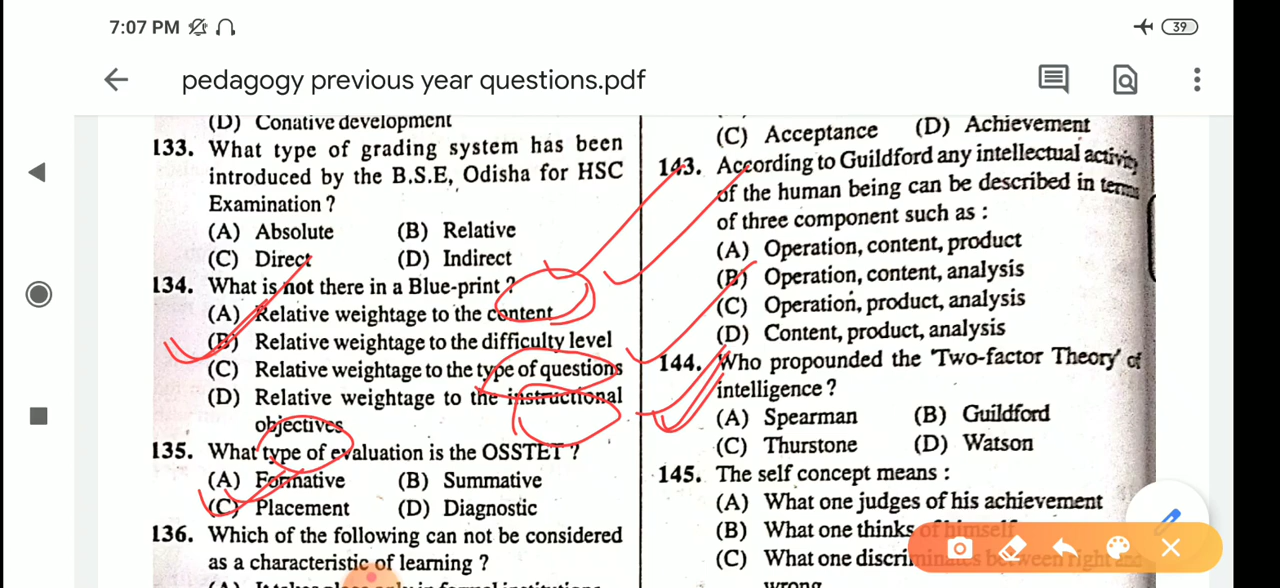 7:07 PM
39
pedagogy previous year questions.pdf
(D) Conative development
133. What type of grading system has been
introduced by the B.S.E, Odisha for HSC
Examination ?
(A) Absolute (B) Relative
(C) Direct (D) Indirect
134. What is not there in a Blue-print ?
(A) Relative weightage to the content
(B) Relative weightage to the difficulty level
(C) Relative weightage to the type of questions
(D) Relative weightage to the instructional
objectives
135. What type of evaluation is the OSSTET ?
(A) Formative (B) Summative
(C) Placement (D) Diagnostic
136. Which of the following can not be considered
as a characteristic of learning ?
(C) Acceptance (D) Achievement
143. According to Guildford any intellectual activity
of the human being can be described in terms
of three component such as :
(A) Operation, content, product
(B) Operation, content, analysis
(C) Operation, product, analysis
(D) Content, product, analysis
144. Who propounded the 'Two-factor Theory' of
intelligence ?
(A) Spearman (B) Guildford
(C) Thurstone (D) Watson
145. The self concept means :
(A) What one judges of his achievement
(B) What one thinks of himself
(C) What one discriminates between right and
wrong